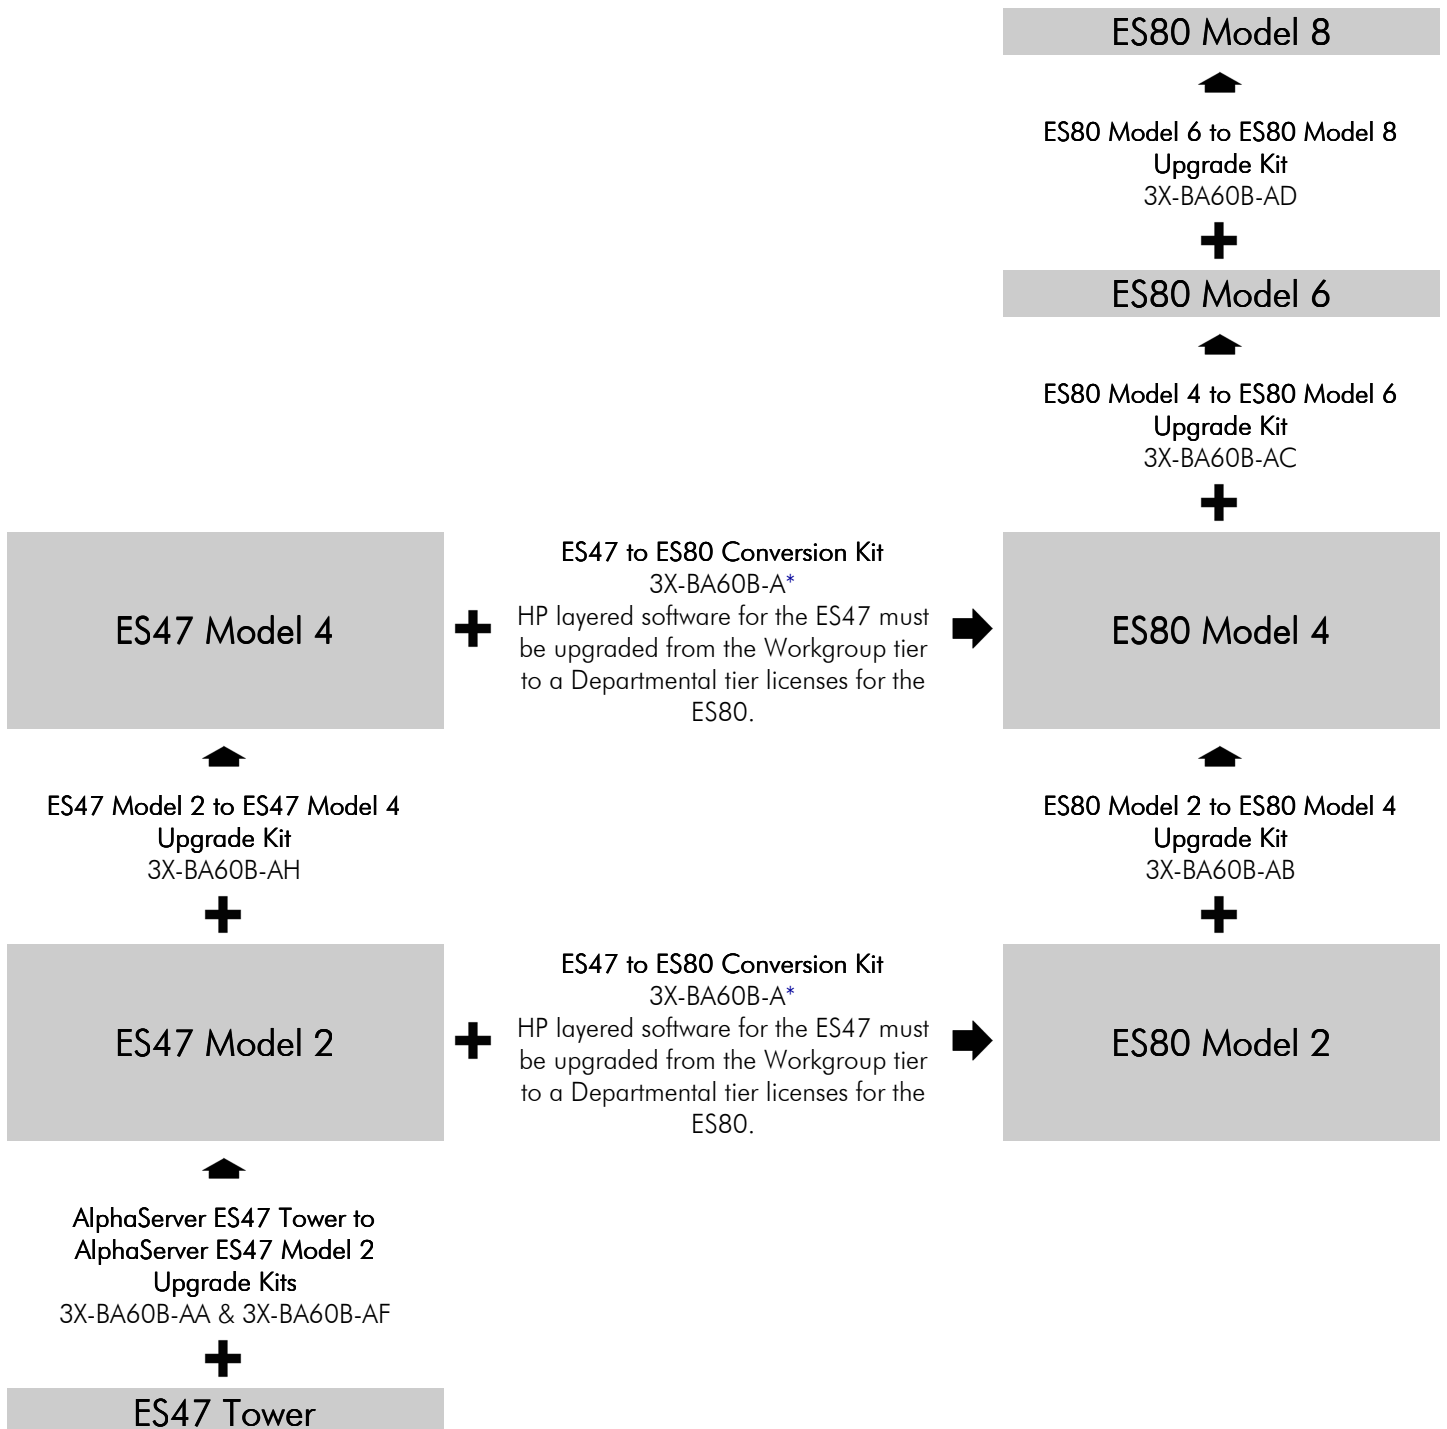 ES80 Model 8
ES80 Model 6 to ES80 Model 8
Upgrade Kit
3X-BA60B-AD
ES80 Model 6
ES80 Model 4 to ES80 Model 6
Upgrade Kit
3X-BA60B-AC
ES47 Model 4
ES47 to ES80 Conversion Kit
3X-BA60B-A*
HP layered software for the ES47 must
be upgraded from the Workgroup tier
to a Departmental tier licenses for the
ES80.
ES80 Model 4
ES47 Model 2 to ES47 Model 4
Upgrade Kit
3X-BA60B-AH
ES80 Model 2 to ES80 Model 4
Upgrade Kit
3X-BA60B-AB
ES47 Model 2
ES47 to ES80 Conversion Kit
3X-BA60B-A*
HP layered software for the ES47 must
be upgraded from the Workgroup tier
to a Departmental tier licenses for the
ES80.
ES80 Model 2
AlphaServer ES47 Tower to
AlphaServer ES47 Model 2
Upgrade Kits
3X-BA60B-AA & 3X-BA60B-AF
ES47 Tower